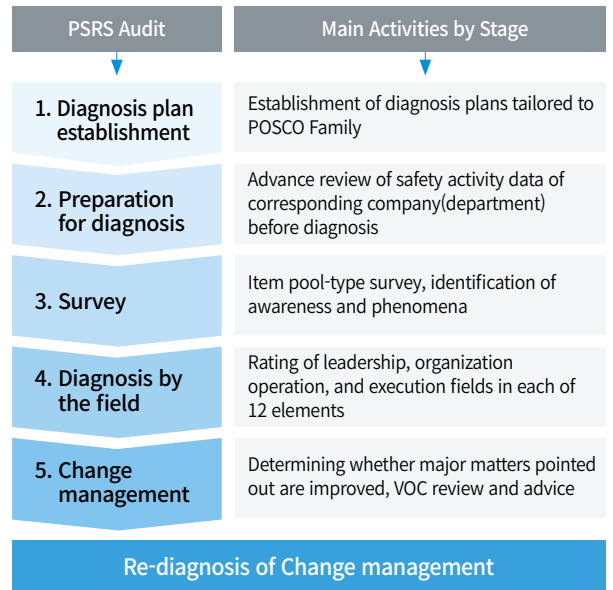 PSRS Audit
Main Activities by Stage
1. Diagnosis plan
establishment
Establishment of diagnosis plans tailored to
POSCO Family
2. Preparation
for diagnosis
Advance review of safety activity data of
corresponding company(department)
before diagnosis
3. Survey
Item pool-type survey, identification of
awareness and phenomena
4. Diagnosis by
the field
Rating of leadership, organization
operation, and execution fields in each of
12 elements
5. Change
management
Determining whether major matters pointed
out are improved, VOC review and advice
Re-diagnosis of Change management